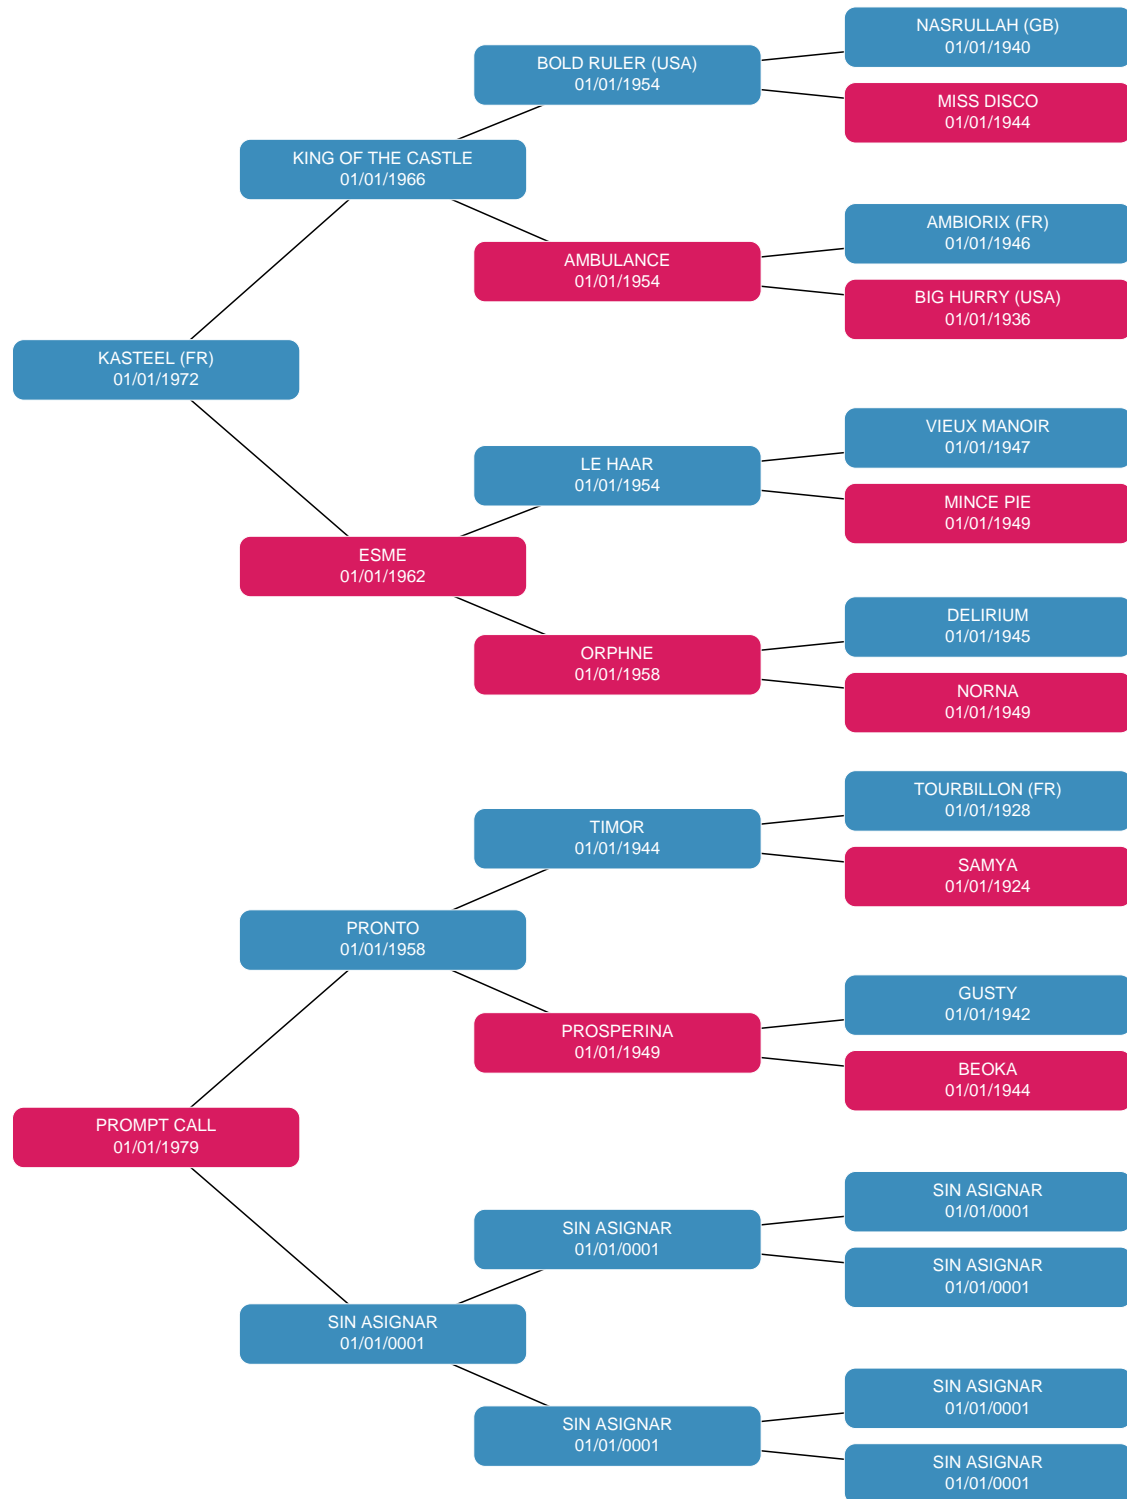 NASRULLAH (GB)
01/01/1940
BOLD RULER (USA)
01/01/1954
MISS DISCO
01/01/1944
KING OF THE CASTLE
01/01/1966
AMBIORIX (FR)
01/01/1946
AMBULANCE
01/01/1954
BIG HURRY (USA)
01/01/1936
KASTEEL (FR)
01/01/1972
VIEUX MANOIR
01/01/1947
LE HAAR
01/01/1954
MINCE PIE
01/01/1949
ESME
01/01/1962
DELIRIUM
01/01/1945
ORPHNE
01/01/1958
NORNA
01/01/1949
TOURBILLON (FR)
01/01/1928
TIMOR
01/01/1944
SAMYA
01/01/1924
PRONTO
01/01/1958
GUSTY
01/01/1942
PROSPERINA
01/01/1949
BEOKA
01/01/1944
PROMPT CALL
01/01/1979
SIN ASIGNAR
01/01/0001
SIN ASIGNAR
01/01/0001
SIN ASIGNAR
01/01/0001
SIN ASIGNAR
01/01/0001
SIN ASIGNAR
01/01/0001
SIN ASIGNAR
01/01/0001
SIN ASIGNAR
01/01/0001